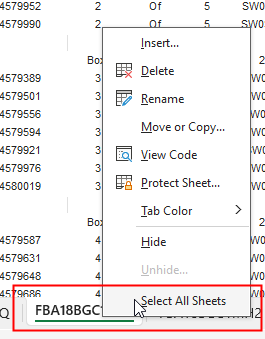 4579952 2 Of 5 SW0
4579990 2 Of 5 SW0
Box 2
4579389 3
4579501 3
4579556 3
4579594 3
4579921 3
4579976 3
4580019 3
Box
4579587 4
4579631 4
4579648 4
4579686 4
Insert...
Delete
Rename
Move or Copy...
View Code
Protect Sheet...
Tab Color
Hide
Unhide...
Select All Sheets
Q FBA18BGC